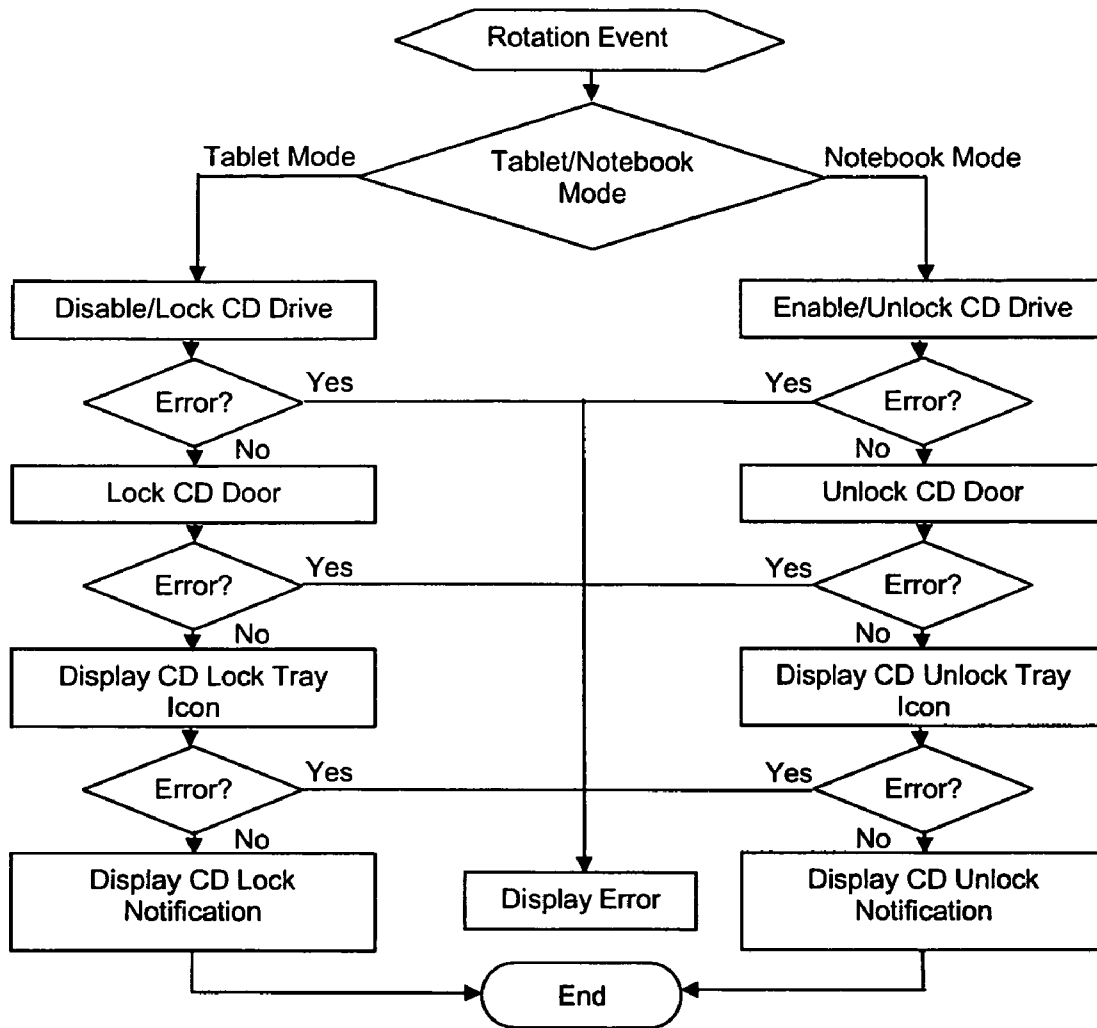 Rotation Event
Tablet Mode
Tablet/Notebook
Mode
Notebook Mode
Disable/Lock CD Drive
Enable/Unlock CD Drive
Error?
Yes
Yes
Error?
No
No
Lock CD Door
Unlock CD Door
Error?
Yes
Yes
Error?
No
No
Display CD Lock Tray
Icon
Display CD Unlock Tray
Icon
Error?
Yes
Yes
Error?
No
No
Display CD Lock
Notification
Display Error
Display CD Unlock
Notification
End